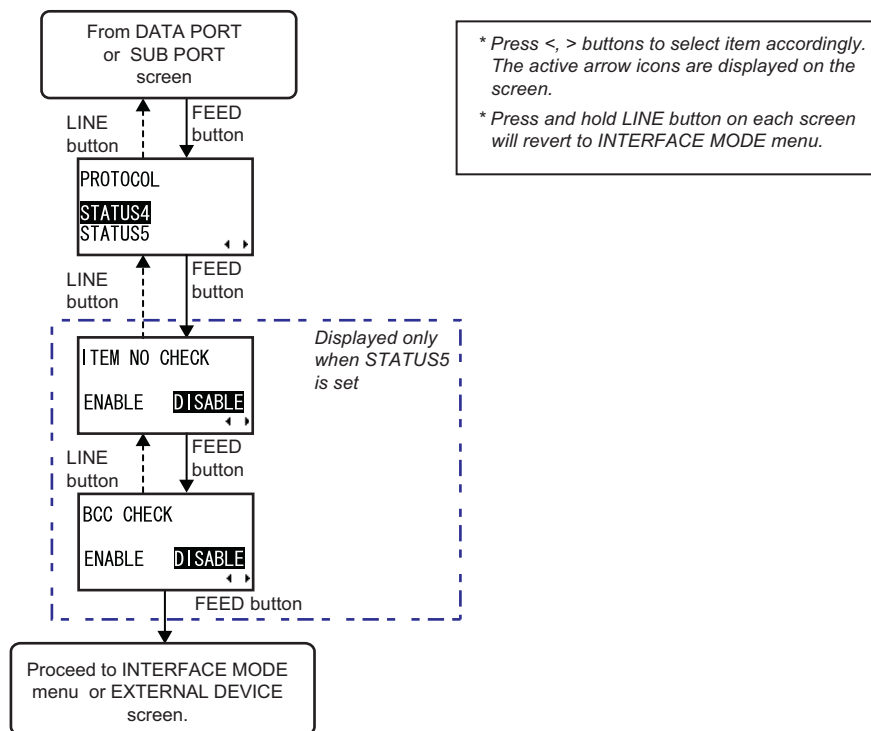 From DATA PORT
or SUB PORT
screen
* Press <, > buttons to select item accordingly.
The active arrow icons are displayed on the
screen.
* Press and hold LINE button on each screen
will revert to INTERFACE MODE menu.
LINE
button
FEED
button
PROTOCOL
STATUS4
STATUS5
LINE
button
FEED
button
Displayed only
when STATUS5
is set
ITEM NO CHECK
ENABLE DISABLE
LINE
button
FEED
button
BCC CHECK
ENABLE DISABLE
FEED button
Proceed to INTERFACE MODE
menu or EXTERNAL DEVICE
screen.